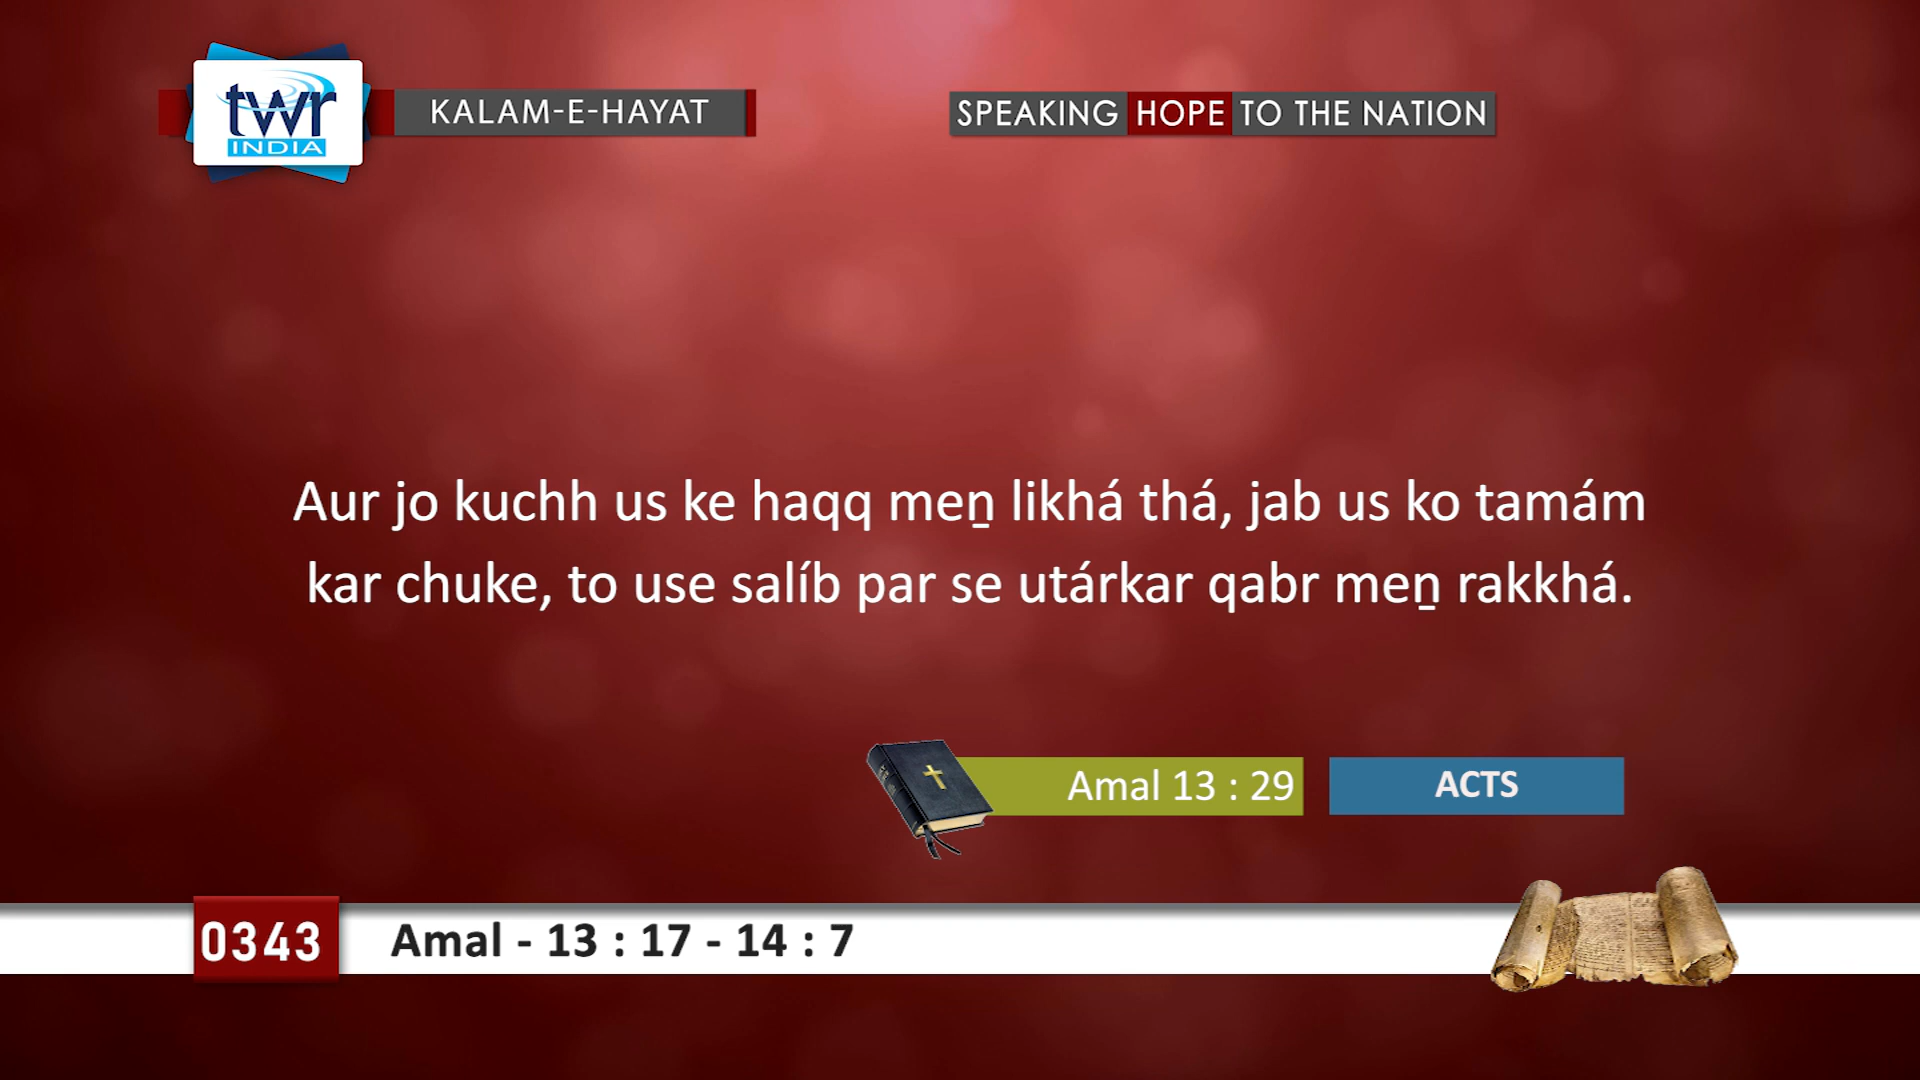 twr
INDIA
KALAM-E-HAYAT
SPEAKING HOPE TO THE NATION
Aur jo kuchh us ke haqq meṉ likhá thá, jab us ko tamám
kar chuke, to use salíb par se utárkar qabr meṉ rakkhá.
Amal 13 : 29
ACTS
0343
Amal - 13 : 17 - 14 : 7